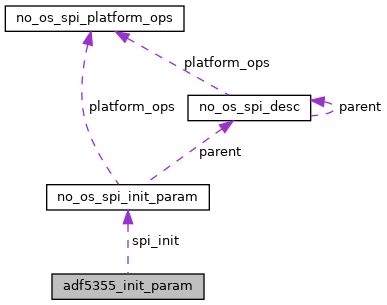 no_os_spi_platform_ops
platform_ops
platform_ops
no_os_spi_desc
parent
parent
no_os_spi_init_param
spi_init
adf5355_init_param